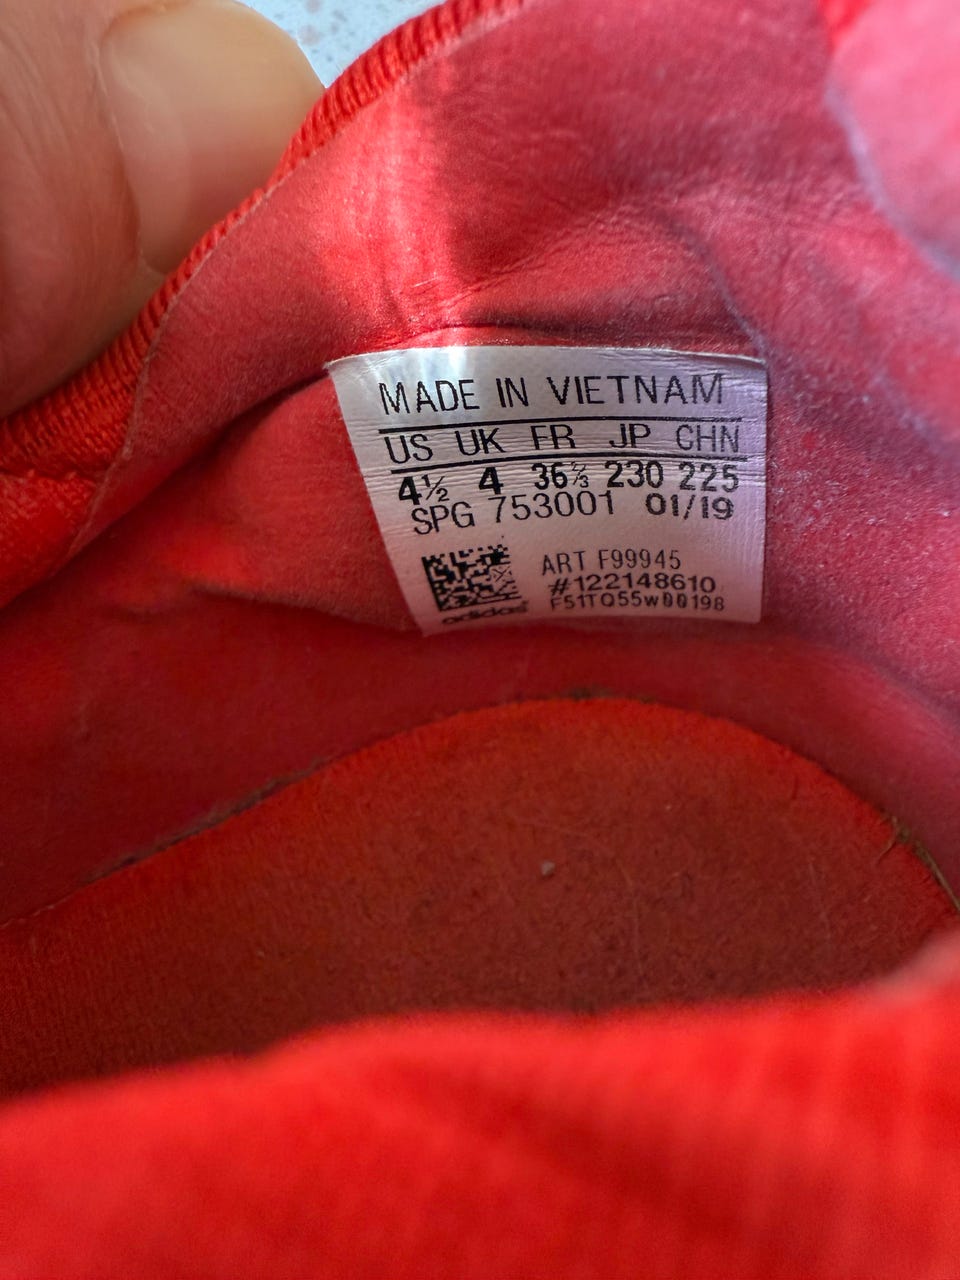 MADE IN VIETNAM
US UK FR JP CHN
4½ 4 36⅔ 230 225
SPG 753001 01/19
ART F99945
#122148610
F51TQ55W00198
adidas